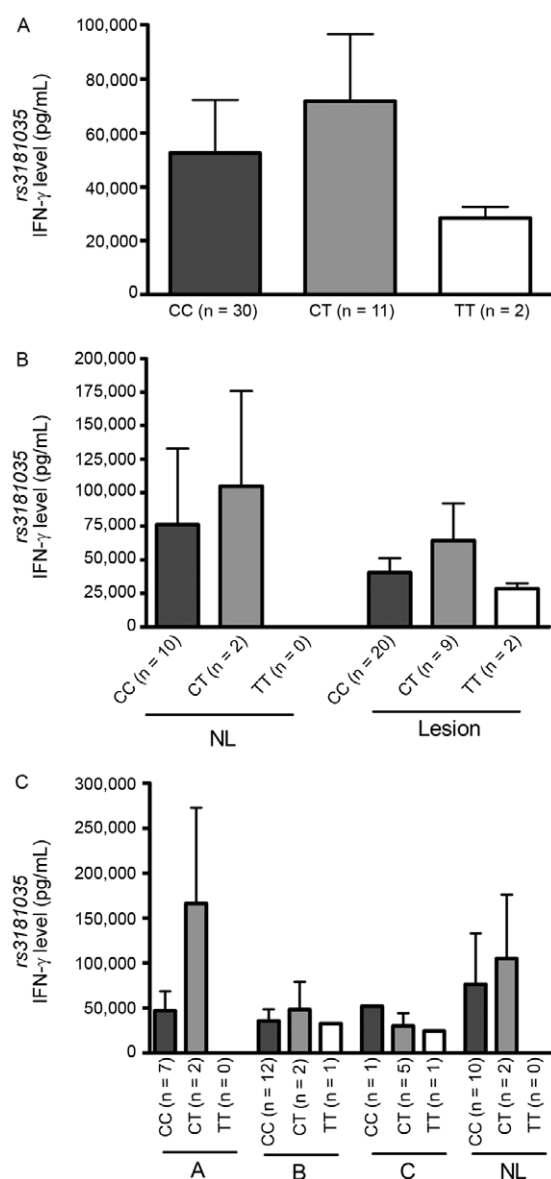 A
rs3181035
IFN-γ level (pg/mL)
100,000
80,000
60,000
40,000
20,000
0
CC (n = 30)
CT (n = 11)
TT (n = 2)
B
rs3181035
IFN-γ level (pg/mL)
200,000
175,000
150,000
125,000
100,000
75,000
50,000
25,000
0
CC (n = 10)
CT (n = 2)
TT (n = 0)
CC (n = 20)
CT (n = 9)
TT (n = 2)
NL
Lesion
C
rs3181035
IFN-γ level (pg/mL)
300,000
250,000
200,000
150,000
100,000
50,000
0
CC (n = 7)
CT (n = 2)
TT (n = 0)
CC (n = 12)
CT (n = 2)
TT (n = 1)
CC (n = 1)
CT (n = 5)
TT (n = 1)
CC (n = 10)
CT (n = 2)
TT (n = 0)
A
B
C
NL